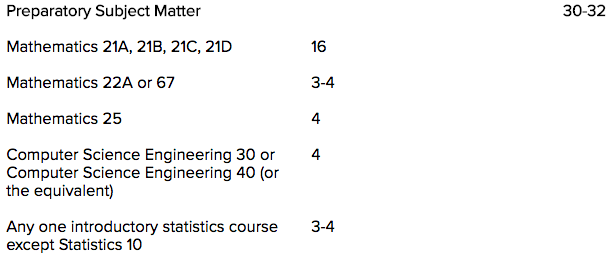 Preparatory Subject Matter 30-32
Mathematics 21A, 21B, 21C, 21D 16
Mathematics 22A or 67 3-4
Mathematics 25 4
Computer Science Engineering 30 or 4
Computer Science Engineering 40 (or
the equivalent)
Any one introductory statistics course 3-4
except Statistics 10